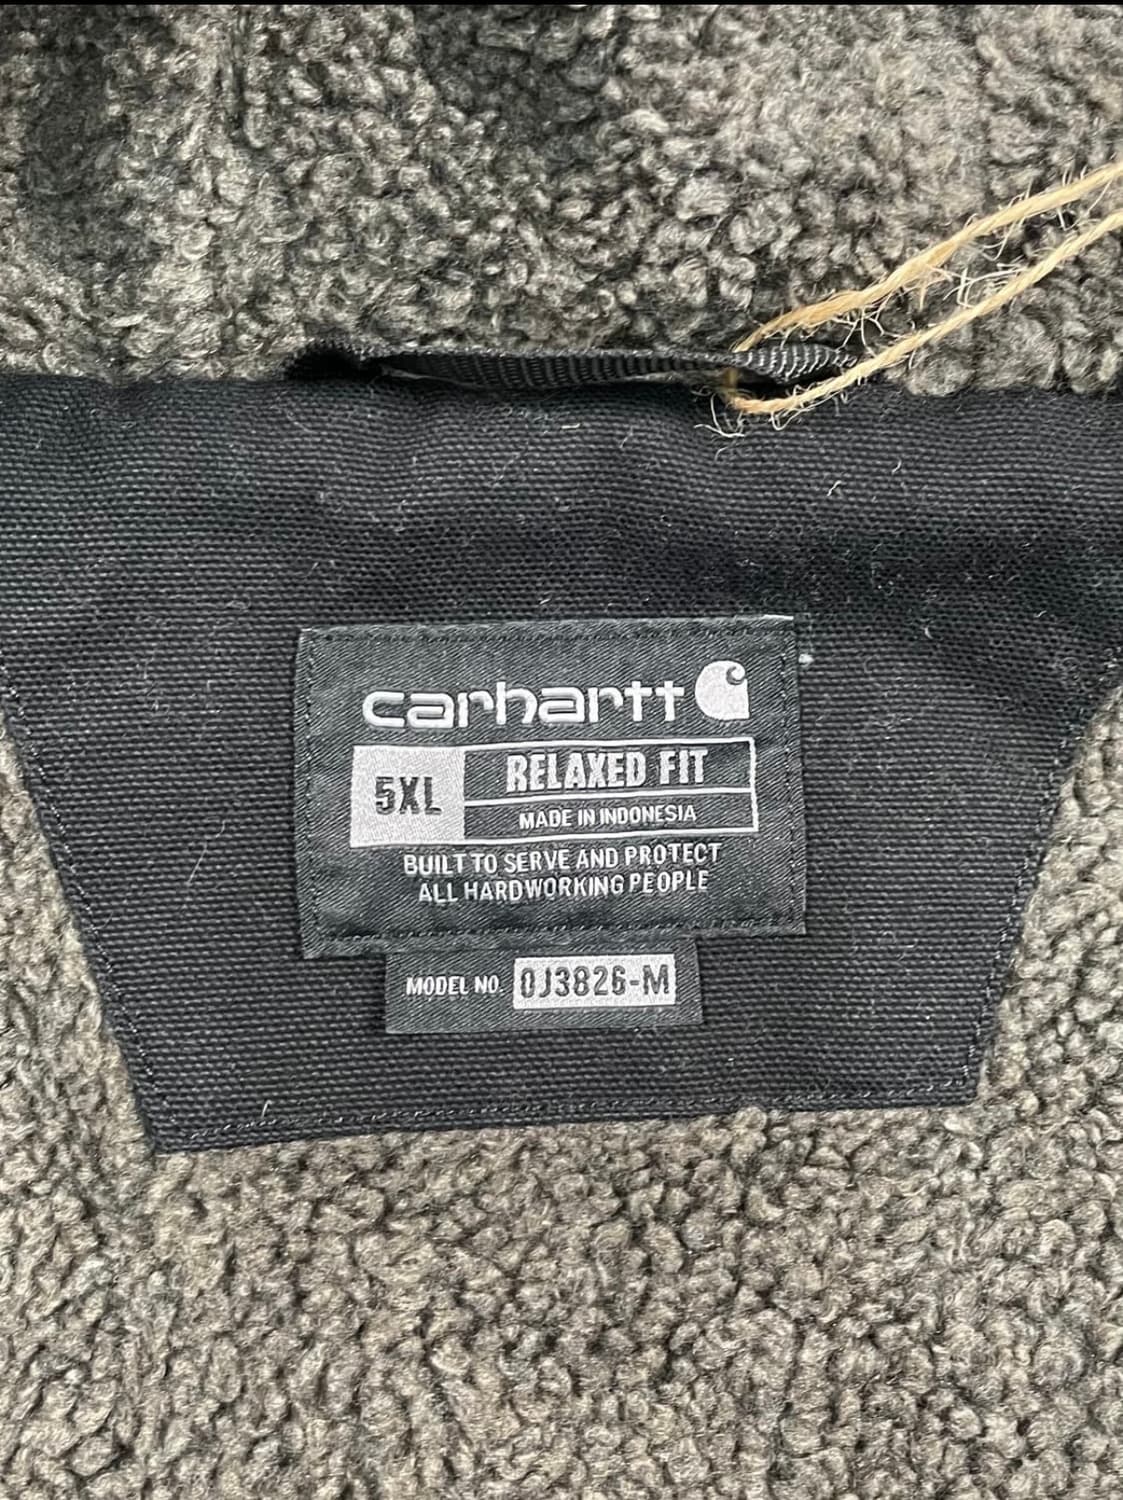 carhartt
5XL
RELAXED FIT
MADE IN INDONESIA
BUILT TO SERVE AND PROTECT
ALL HARDWORKING PEOPLE
MODEL NO. 0J3826-M